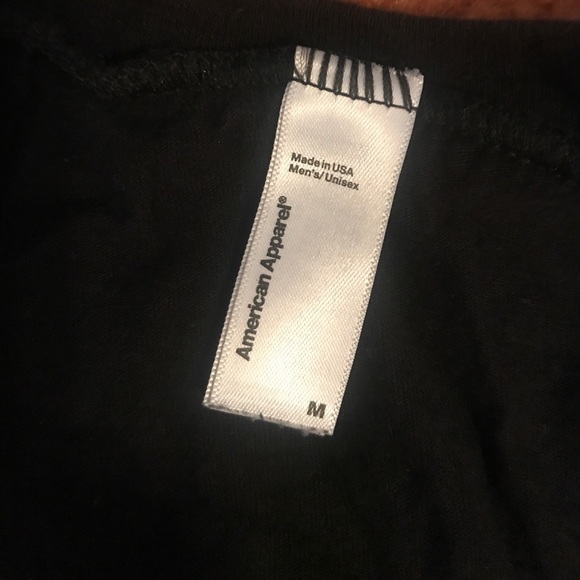 Made in USA
Men's/Unisex
American Apparel®
M